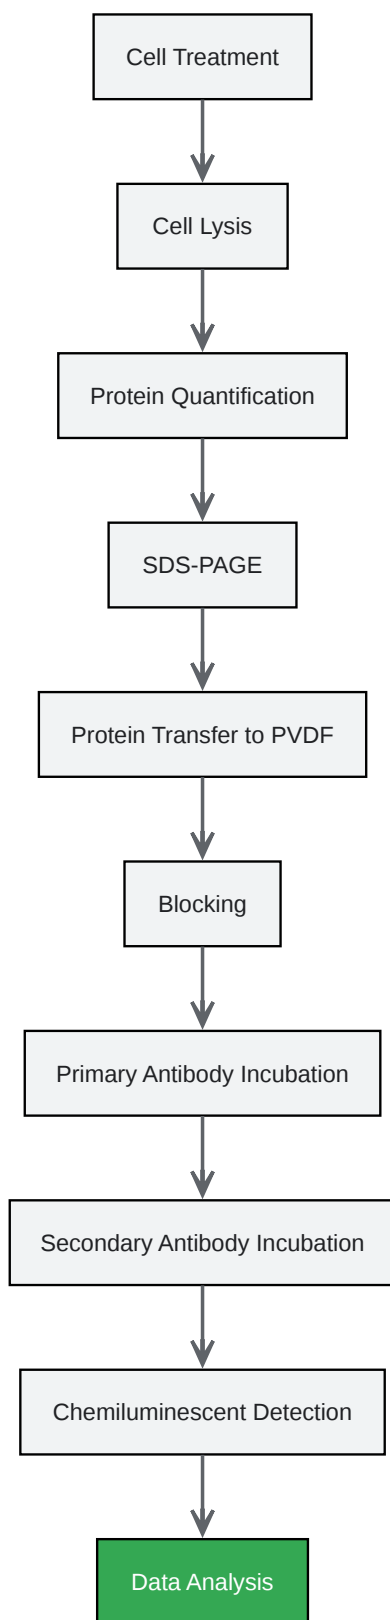 Cell Treatment
Cell Lysis
Protein Quantification
SDS-PAGE
Protein Transfer to PVDF
Blocking
Primary Antibody Incubation
Secondary Antibody Incubation
Chemiluminescent Detection
Data Analysis